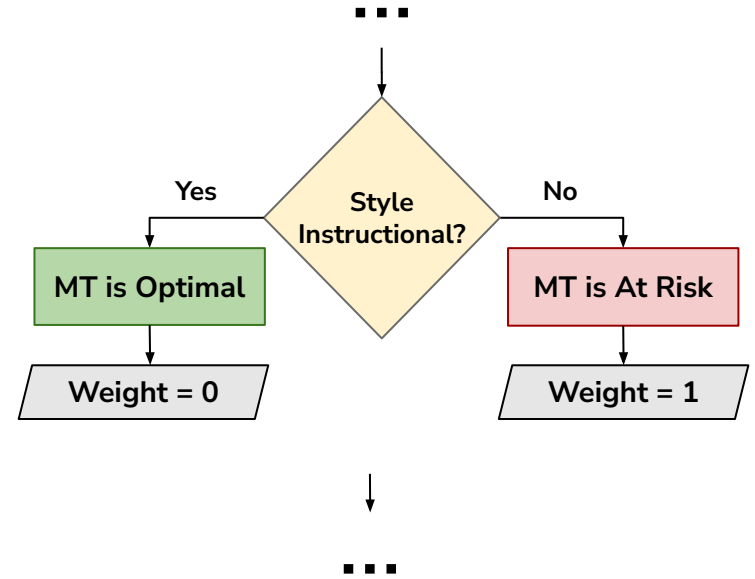 ...
Yes
No
Style
Instructional?
MT is Optimal
MT is At Risk
Weight = 0
Weight = 1
...